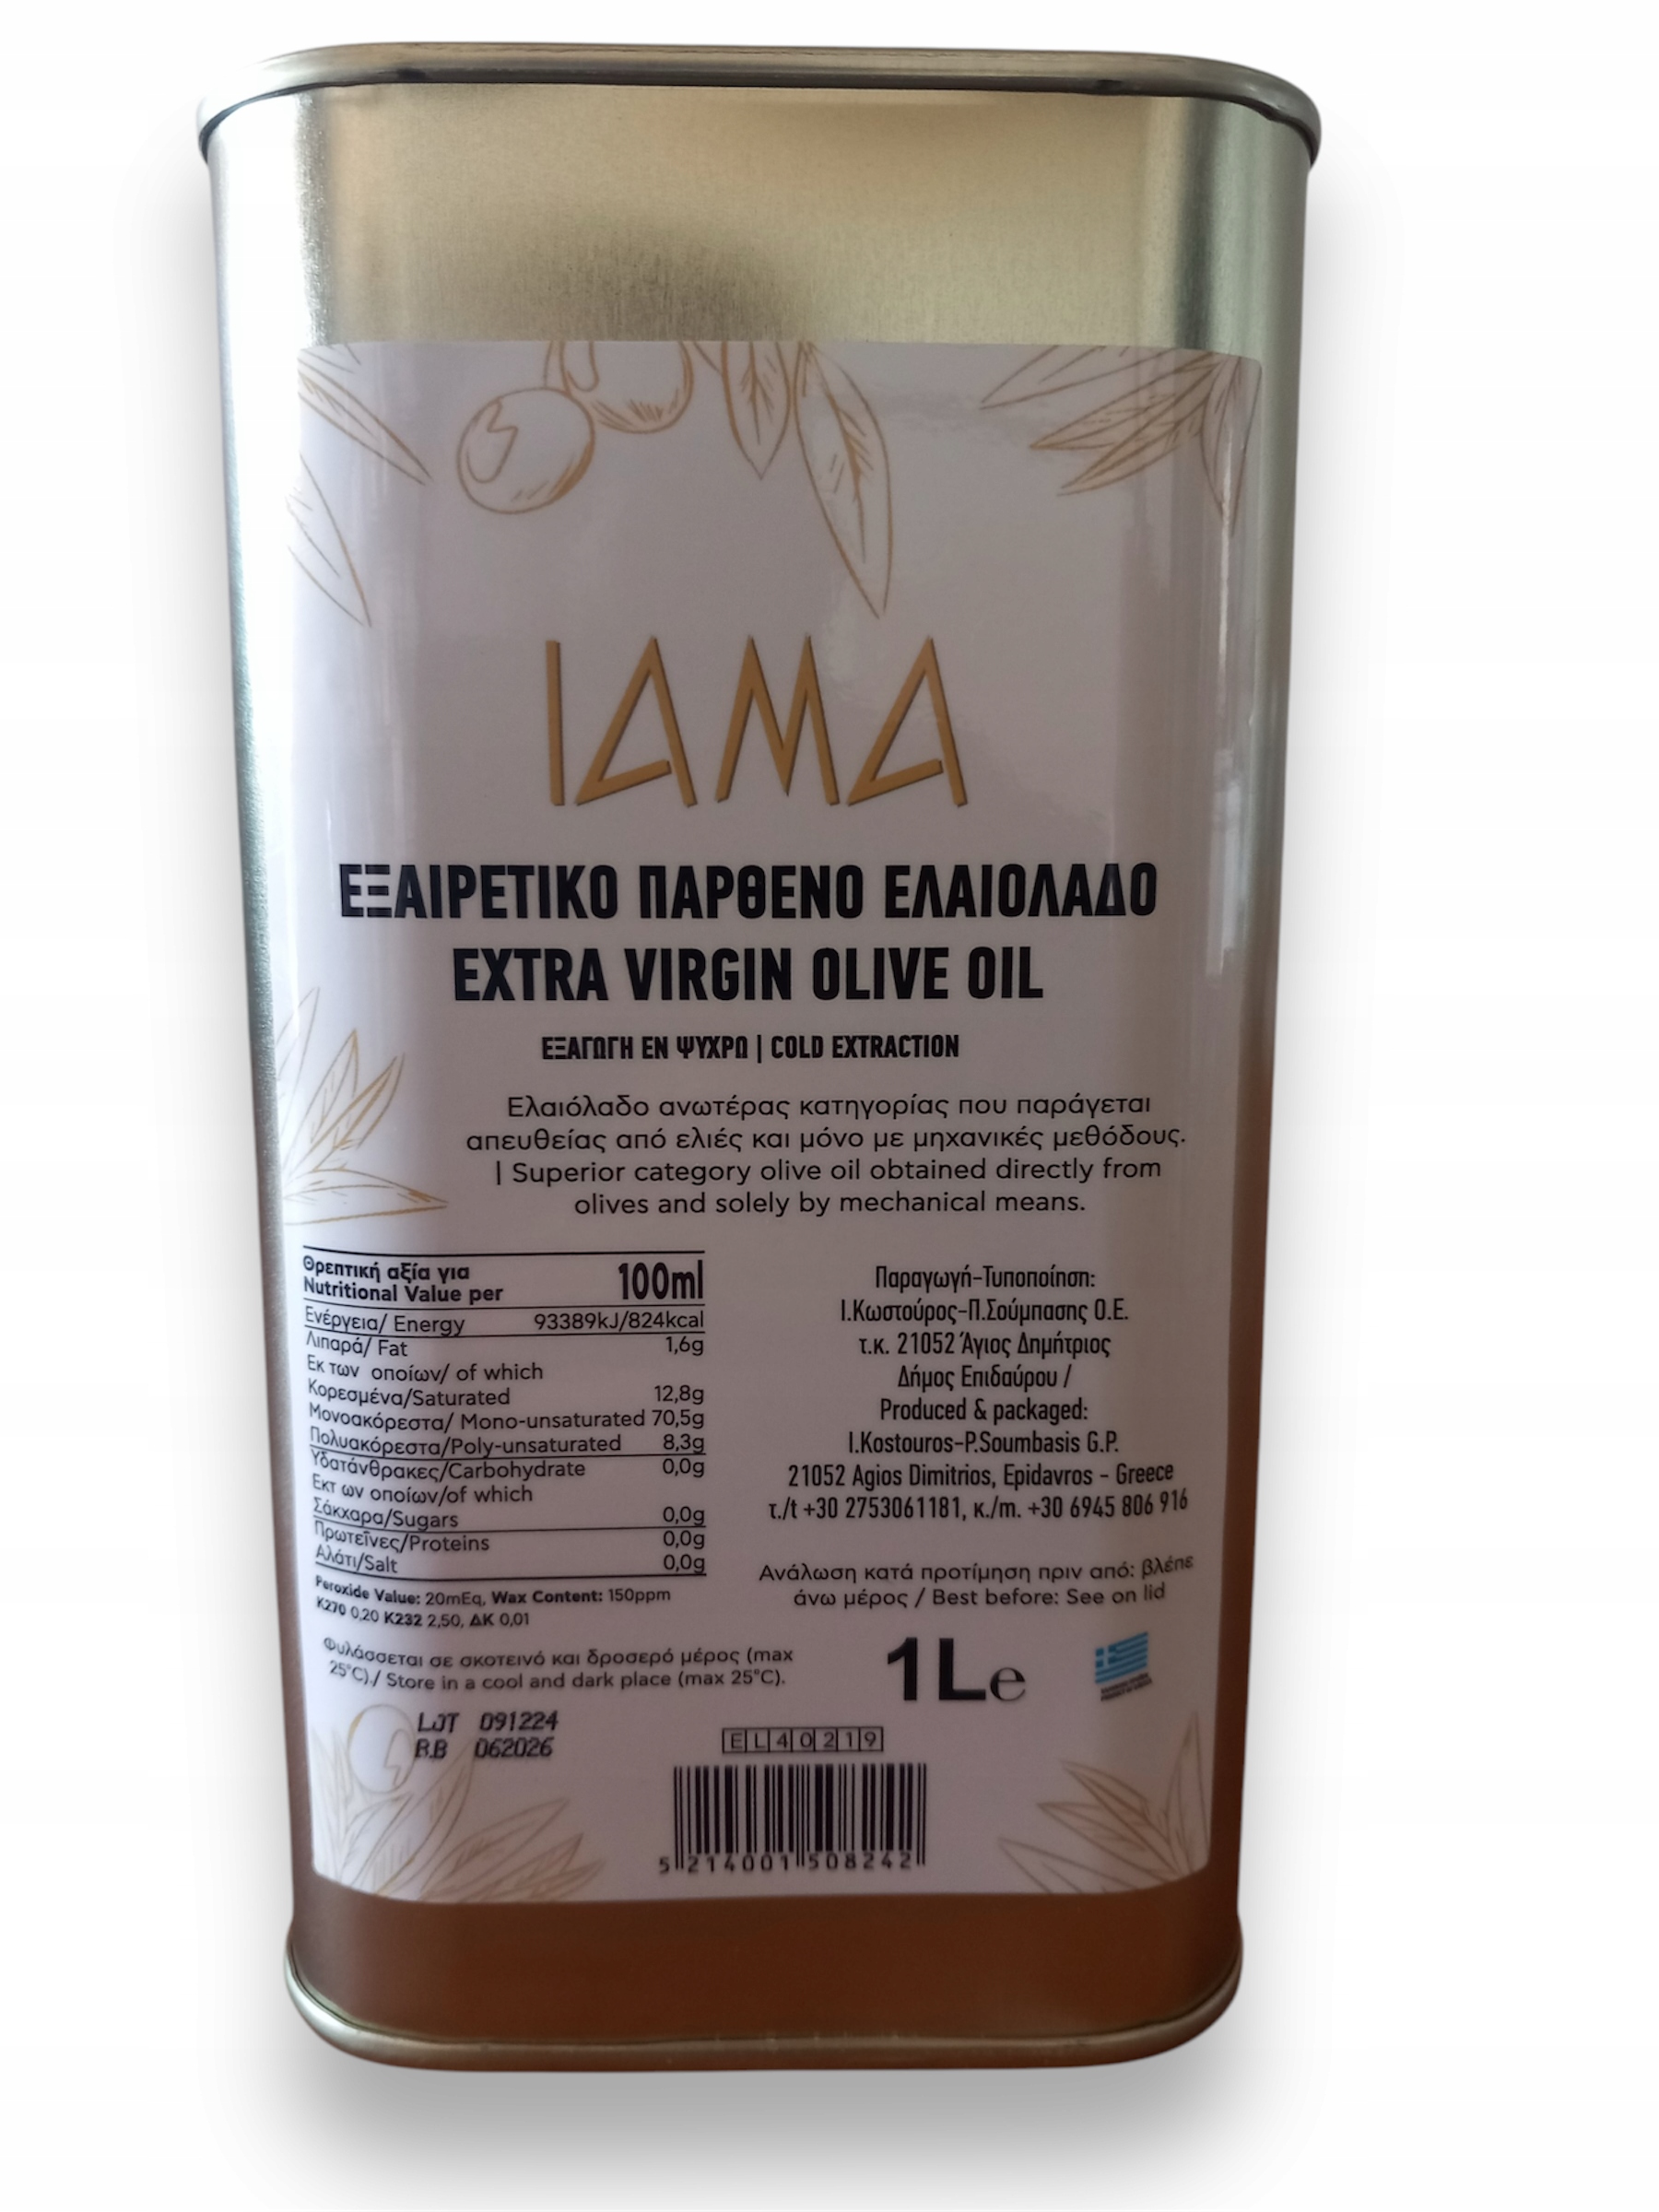 ΙΑΜΑ
ΕΞΑΙΡΕΤΙΚΟ ΠΑΡΘΕΝΟ ΕΛΑΙΟΛΑΔΟ
EXTRA VIRGIN OLIVE OIL
ΕΞΑΓΩΓΗ ΕΝ ΨΥΧΡΩ | COLD EXTRACTION
Ελαιόλαδο ανωτέρας κατηγορίας που παράγεται
απευθείας από ελιές και μόνο με μηχανικές μεθόδους.
| Superior category olive oil obtained directly from
olives and solely by mechanical means.
Θρεπτική αξία για
Nutritional Value per 100ml
Ενέργεια/ Energy 93389kJ/824kcal
Λιπαρά/ Fat 1,6g
Εκ των οποίων/ of which
Κορεσμένα/Saturated 12,8g
Μονοακόρεστα/ Mono-unsaturated 70,5g
Πολυακόρεστα/Poly-unsaturated 8,3g
Υδατάνθρακες/Carbohydrate 0,0g
Εκτ ων οποίων/of which
Σάκχαρα/Sugars 0,0g
Πρωτεΐνες/Proteins 0,0g
Αλάτι/Salt 0,0g
Peroxide Value: 20mEq, Wax Content: 150ppm
K270 0,20 K232 2,50, ΔK 0,01
Φυλάσσεται σε σκοτεινό και δροσερό μέρος (max
25°C)./ Store in a cool and dark place (max 25°C).
LOT 091224
B.B 062026
Παραγωγή-Τυποποίηση:
Ι.Κωστούρος-Π.Σούμπασης Ο.Ε.
τ.κ. 21052 Άγιος Δημήτριος
Δήμος Επιδαύρου /
Produced & packaged:
I.Kostouros-P.Soumbasis G.P.
21052 Agios Dimitrios, Epidavros - Greece
τ./t +30 2753061181, κ./m. +30 6945 806 916
Ανάλωση κατά προτίμηση πριν από: βλέπε
άνω μέρος / Best before: See on lid
1Le
EL40219
5 214001 508242